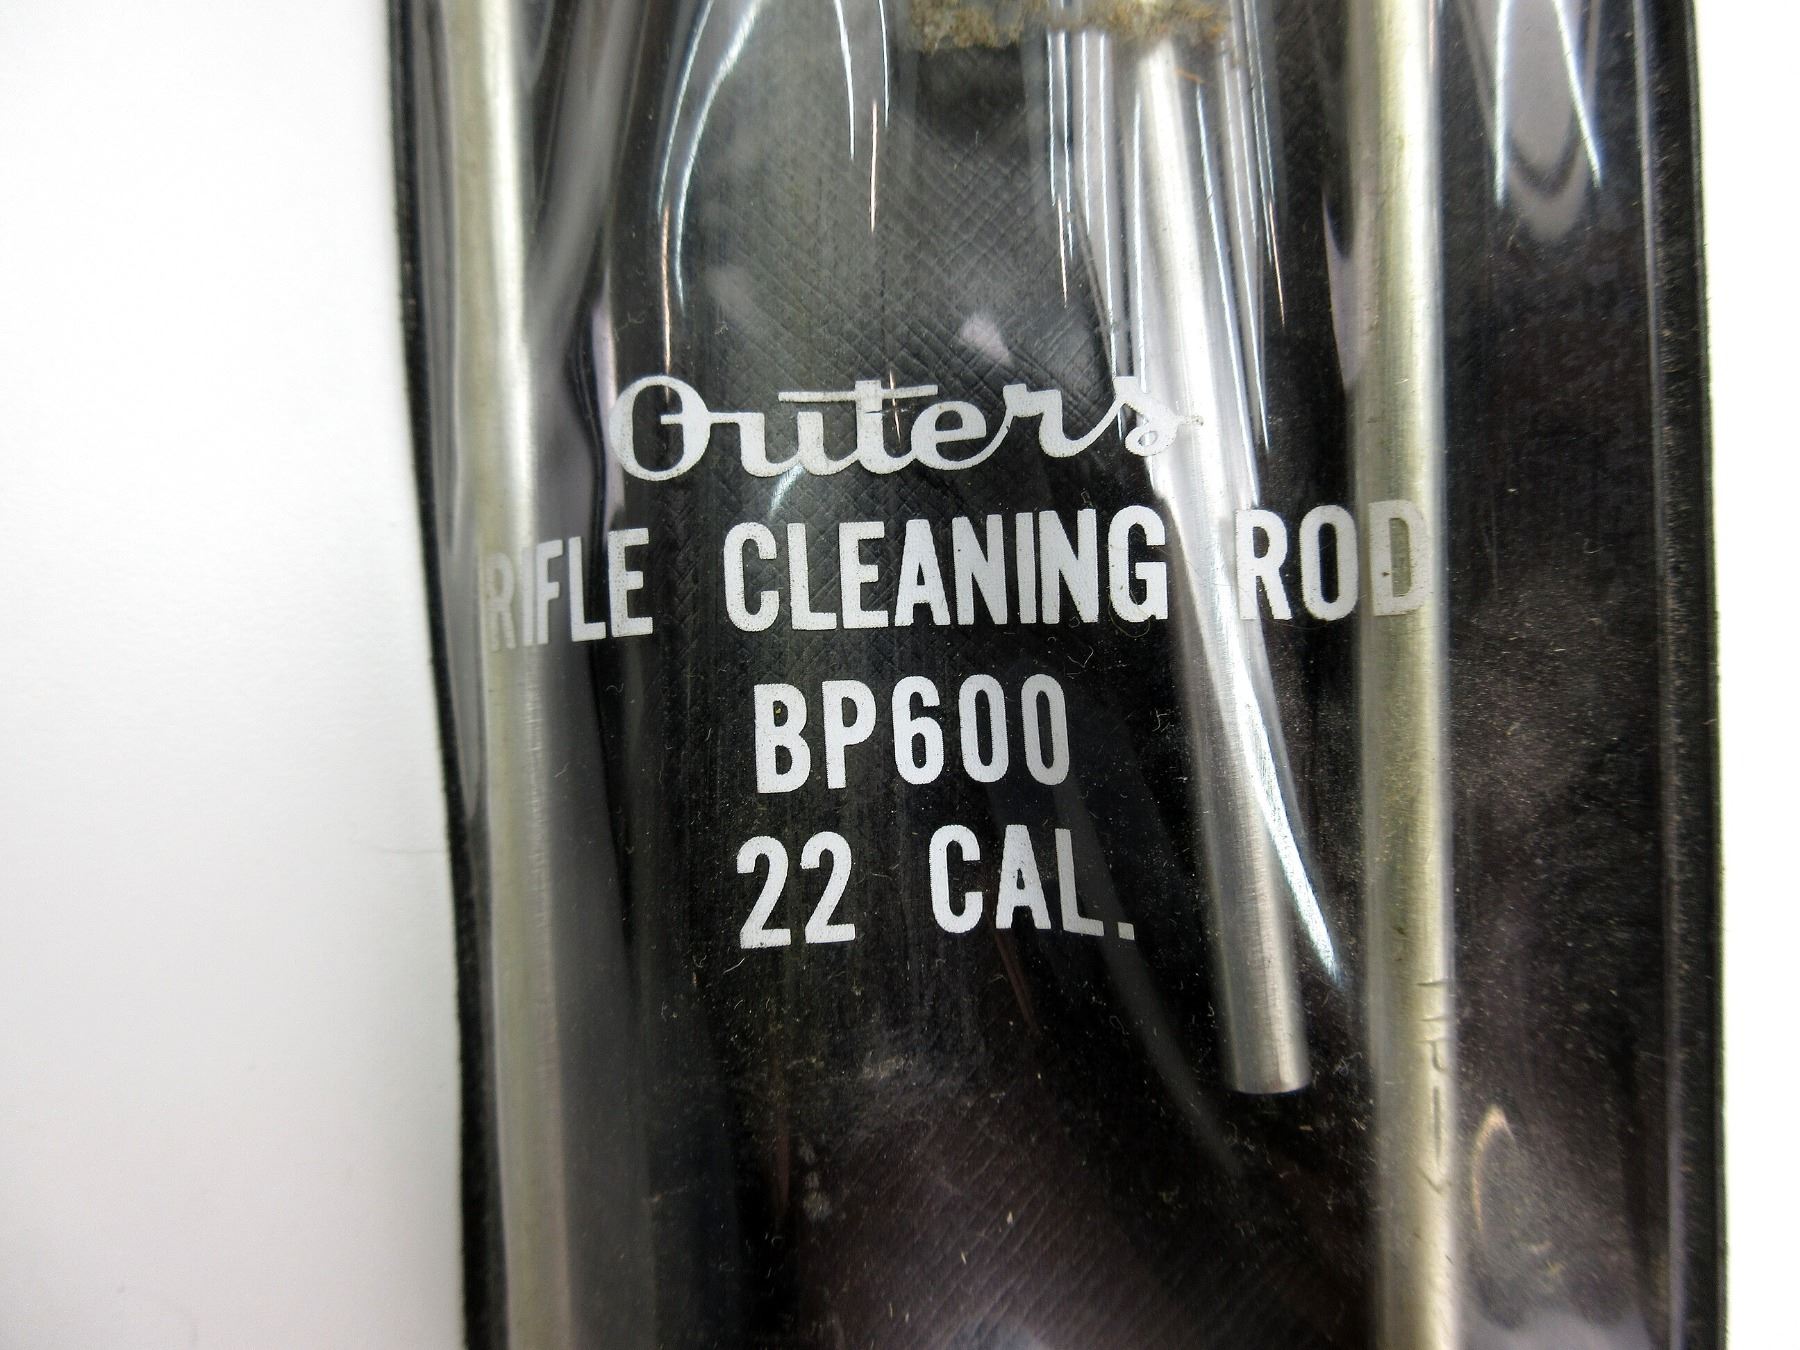 Outers
RIFLE CLEANING ROD
BP600
22 CAL.